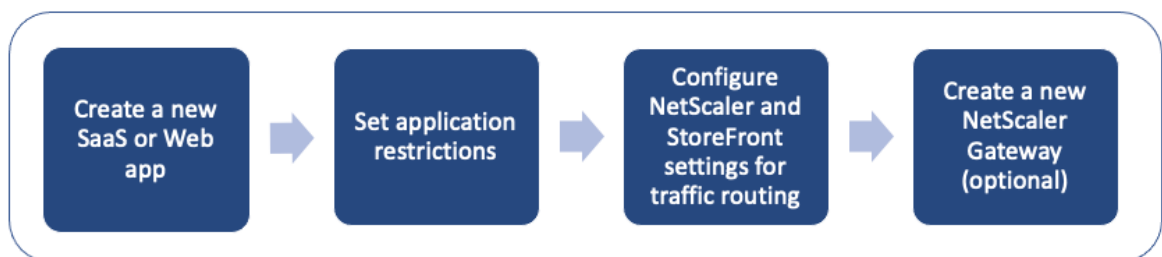 Create a new
SaaS or Web
app
Set application
restrictions
Configure
NetScaler and
StoreFront
settings for
traffic routing
Create a new
NetScaler
Gateway
(optional)